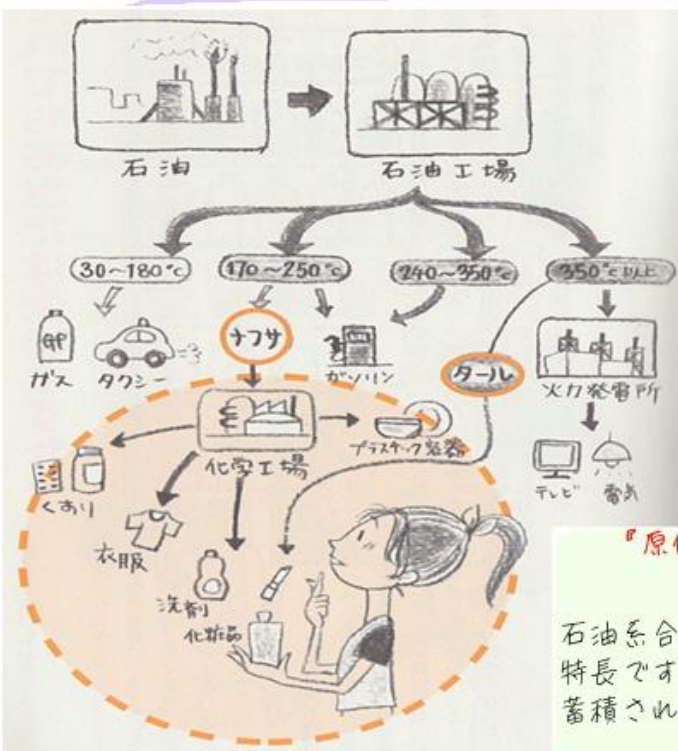 石油
石油工場
30〜180℃
170〜250℃
240〜350℃
350℃以上
ガス
タクシー
ナフサ
ガソリン
タール
火力発電所
化学工場
プラスチック容器
テレビ
電気
くすり
衣服
洗剤
化粧品
『原
石油系合
特長です
蓄積され